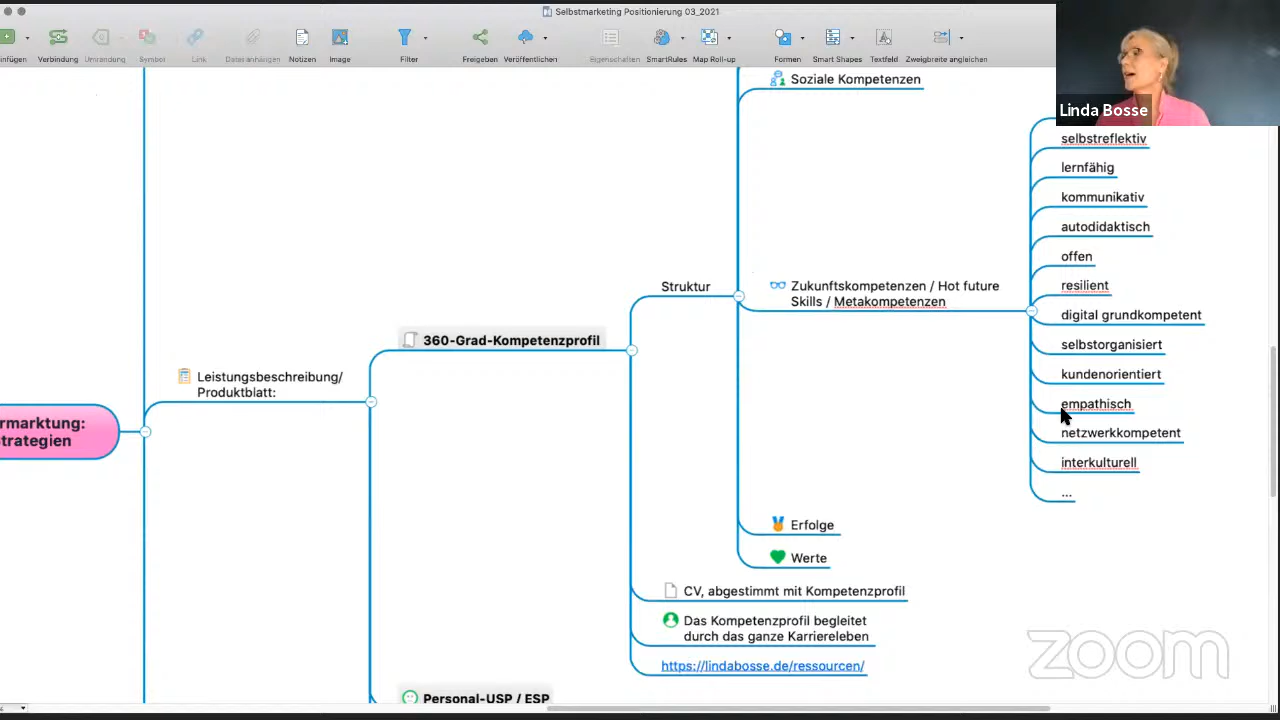 Selbstmarketing Positionierung 03_2021
infügen
Verbindung
Umrandung
Symbol
Link
Datei anhängen
Notizen
Image
Filter
Freigeben
Veröffentlichen
Eigenschaften
SmartRules
Map Roll-up
Formen
Smart Shapes
Textfeld
Zweigbreite angleichen
Linda Bosse
Soziale Kompetenzen
selbstreflektiv
lernfähig
kommunikativ
autodidaktisch
offen
resilient
digital grundkompetent
selbstorganisiert
kundenorientiert
empathisch
netzwerkkompetent
interkulturell
...
Struktur
Zukunftskompetenzen / Hot future
Skills / Metakompetenzen
360-Grad-Kompetenzprofil
Leistungsbeschreibung/
Produktblatt:
rmarktung:
trategien
Erfolge
Werte
CV, abgestimmt mit Kompetenzprofil
Das Kompetenzprofil begleitet
durch das ganze Karriereleben
https://lindabosse.de/ressourcen/
Personal-USP / ESP
zoom